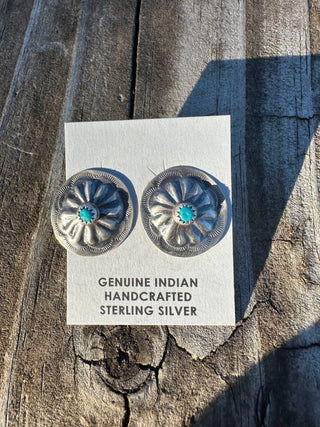 GENUINE INDIAN
HANDCRAFTED
STERLING SILVER